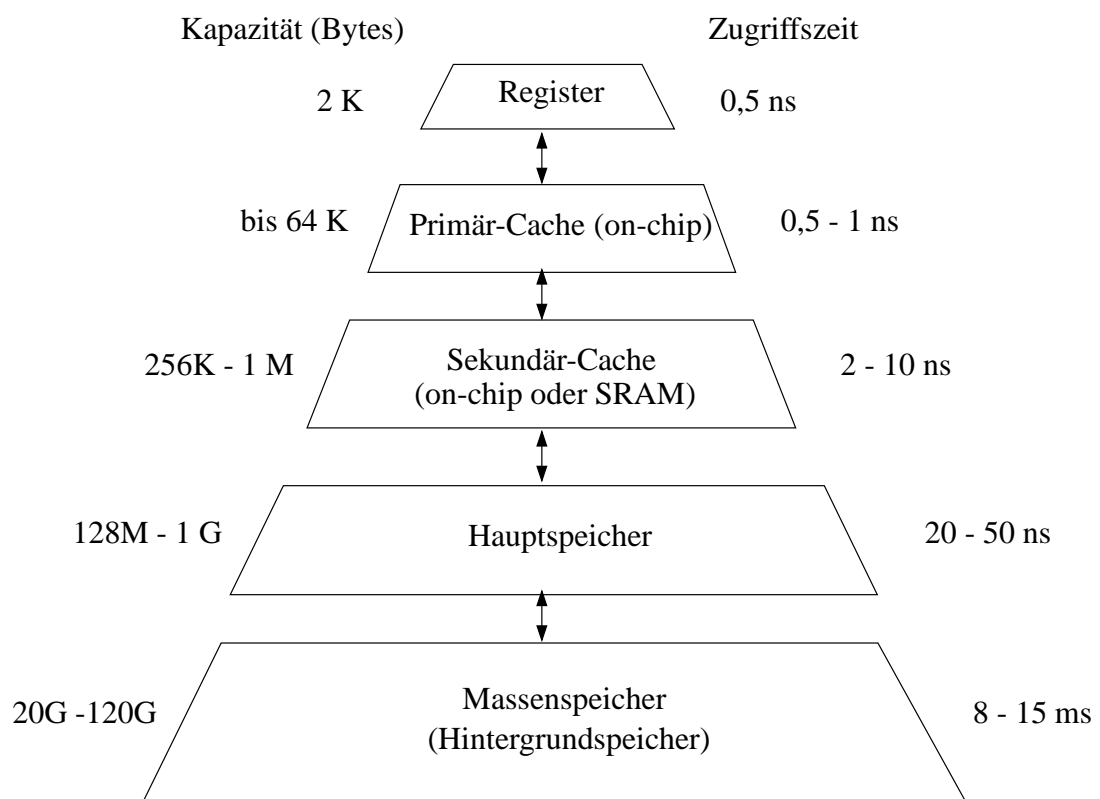 Kapazität (Bytes)
Zugriffszeit
2 K
Register
0,5 ns
bis 64 K
Primär-Cache (on-chip)
0,5 - 1 ns
256K - 1 M
Sekundär-Cache
(on-chip oder SRAM)
2 - 10 ns
128M - 1 G
Hauptspeicher
20 - 50 ns
20G -120G
Massenspeicher
(Hintergrundspeicher)
8 - 15 ms